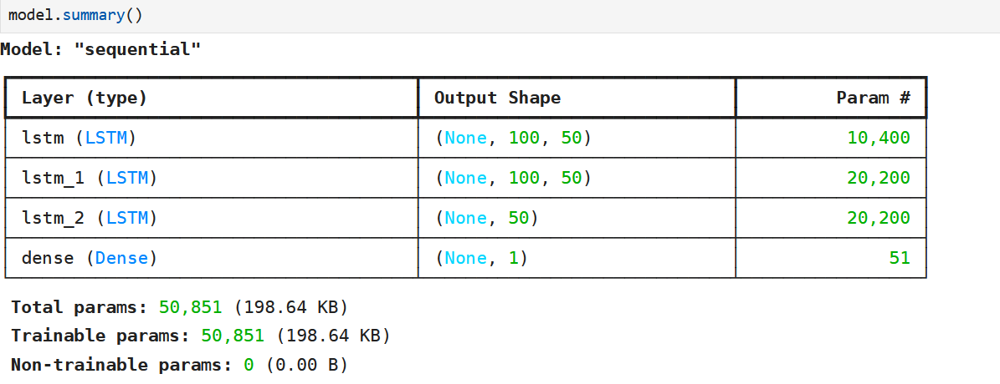 model.summary()
Model: "sequential"
Layer (type) Output Shape Param #
lstm (LSTM) (None, 100, 50) 10,400
lstm_1 (LSTM) (None, 100, 50) 20,200
lstm_2 (LSTM) (None, 50) 20,200
dense (Dense) (None, 1) 51
Total params: 50,851 (198.64 KB)
Trainable params: 50,851 (198.64 KB)
Non-trainable params: 0 (0.00 B)